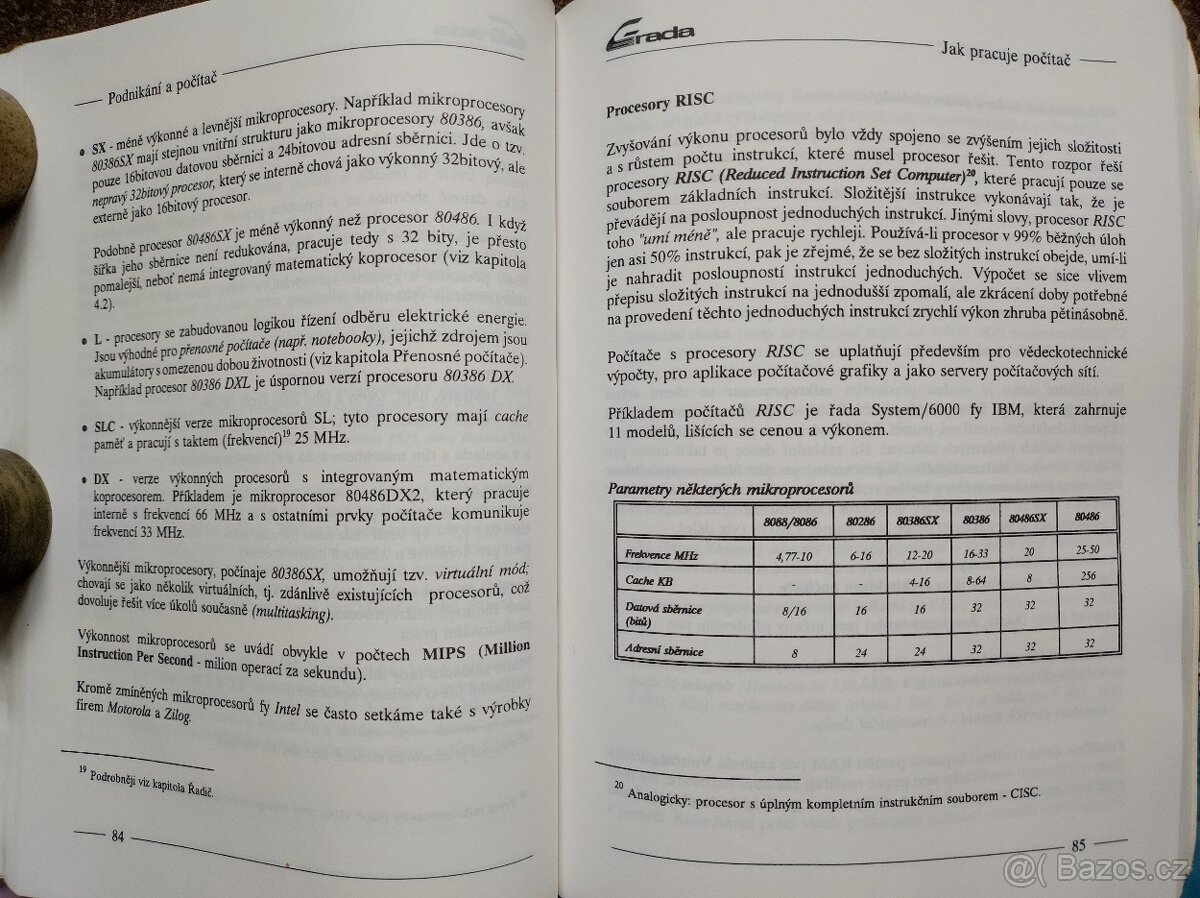 Podnikání a počítač
• SX - méně výkonné a levnější mikroprocesory. Například mikroprocesory
80386SX mají stejnou vnitřní strukturu jako mikroprocesory 80386, avšak
pouze 16bitovou datovou sběrnici a 24bitovou adresní sběrnici. Jde o tzv.
nepravý 32bitový procesor, který se interně chová jako výkonný 32bitový, ale
externě jako 16bitový procesor.
Podobně procesor 80486SX je méně výkonný než procesor 80486. I když
šířka jeho sběrnice není redukována, pracuje tedy s 32 bity, je přesto
pomalejší, neboť nemá integrovaný matematický koprocesor (viz kapitola
4.2).
• L - procesory se zabudovanou logikou řízení odběru elektrické energie.
Jsou výhodné pro přenosné počítače (např. notebooky), jejichž zdrojem jsou
akumulátory s omezenou dobou životnosti (viz kapitola Přenosné počítače).
Například procesor 80386 DXL je úspornou verzí procesoru 80386 DX.
• SLC - výkonnější verze mikroprocesorů SL; tyto procesory mají cache
paměť a pracují s taktem (frekvencí)19 25 MHz.
• DX - verze výkonných procesorů s integrovaným matematickým
koprocesorem. Příkladem je mikroprocesor 80486DX2, který pracuje
interně s frekvencí 66 MHz a s ostatními prvky počítače komunikuje
frekvencí 33 MHz.
Výkonnější mikroprocesory, počínaje 80386SX, umožňují tzv. virtuální mód;
chovají se jako několik virtuálních, tj. zdánlivě existujících procesorů, což
dovoluje řešit více úkolů současně (multitasking).
Výkonnost mikroprocesorů se uvádí obvykle v počtech MIPS (Million
Instruction Per Second - milion operací za sekundu).
Kromě zmíněných mikroprocesorů fy Intel se často setkáme také s výrobky
firem Motorola a Zilog.
19 Podrobněji viz kapitola Řadič.
84
Grada
Jak pracuje počítač
Procesory RISC
Zvyšování výkonu procesorů bylo vždy spojeno se zvýšením jejich složitosti
a s růstem počtu instrukcí, které musel procesor řešit. Tento rozpor řeší
procesory RISC (Reduced Instruction Set Computer)20, které pracují pouze se
souborem základních instrukcí. Složitější instrukce vykonávají tak, že je
převádějí na posloupnost jednoduchých instrukcí. Jinými slovy, procesor RISC
toho "umí méně", ale pracuje rychleji. Používá-li procesor v 99% běžných úloh
jen asi 50% instrukcí, pak je zřejmé, že se bez složitých instrukcí obejde, umí-li
je nahradit posloupností instrukcí jednoduchých. Výpočet se sice vlivem
přepisu složitých instrukcí na jednodušší zpomalí, ale zkrácení doby potřebné
na provedení těchto jednoduchých instrukcí zrychlí výkon zhruba pětinásobně.
Počítače s procesory RISC se uplatňují především pro vědeckotechnické
výpočty, pro aplikace počítačové grafiky a jako servery počítačových sítí.
Příkladem počítačů RISC je řada System/6000 fy IBM, která zahrnuje
11 modelů, lišících se cenou a výkonem.
Parametry některých mikroprocesorů
8088/8086 80286 80386SX 80386 80486SX 80486
Frekvence MHz 4,77-10 6-16 12-20 16-33 20 25-50
Cache KB - - 4-16 8-64 8 256
Datová sběrnice (bitů) 8/16 16 16 32 32 32
Adresní sběrnice 8 24 24 32 32 32
20 Analogicky: procesor s úplným kompletním instrukčním souborem - CISC.
85
@( Bazos.cz